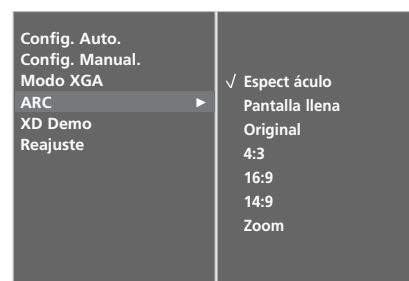 Config. Auto.
Config. Manual.
Modo XGA
ARC ►
XD Demo
Reajuste
√ Espect áculo
Pantalla llena
Original
4:3
16:9
14:9
Zoom